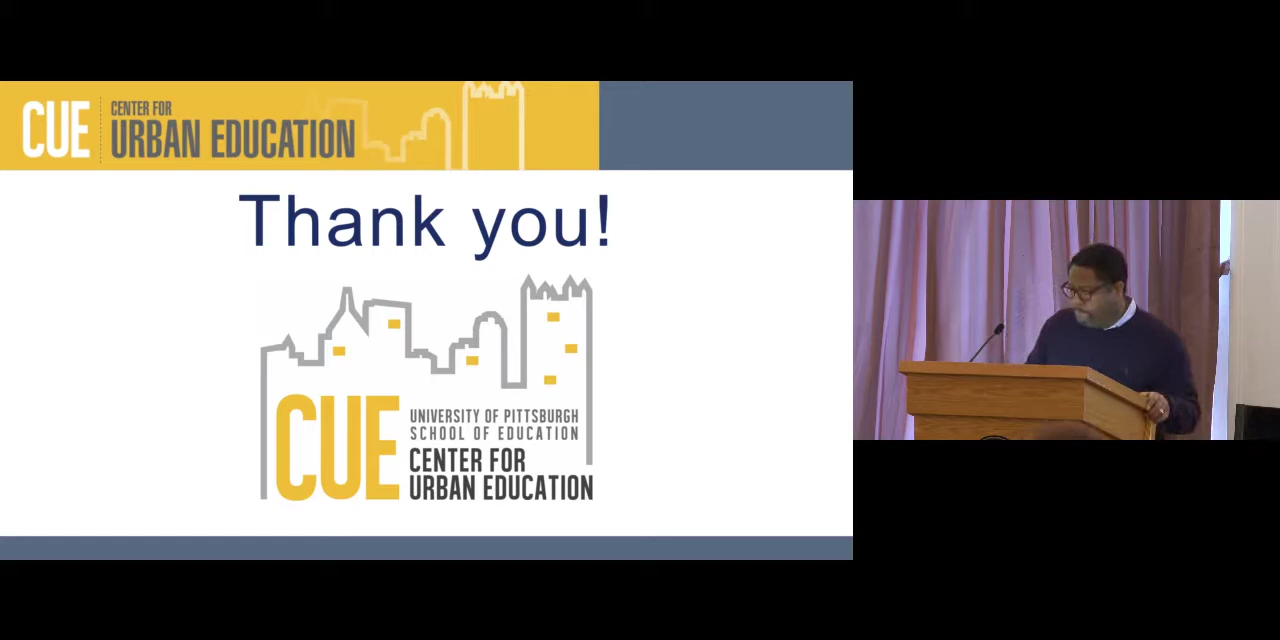 CUE
CENTER FOR
URBAN EDUCATION
Thank you!
CUE
UNIVERSITY OF PITTSBURGH
SCHOOL OF EDUCATION
CENTER FOR
URBAN EDUCATION